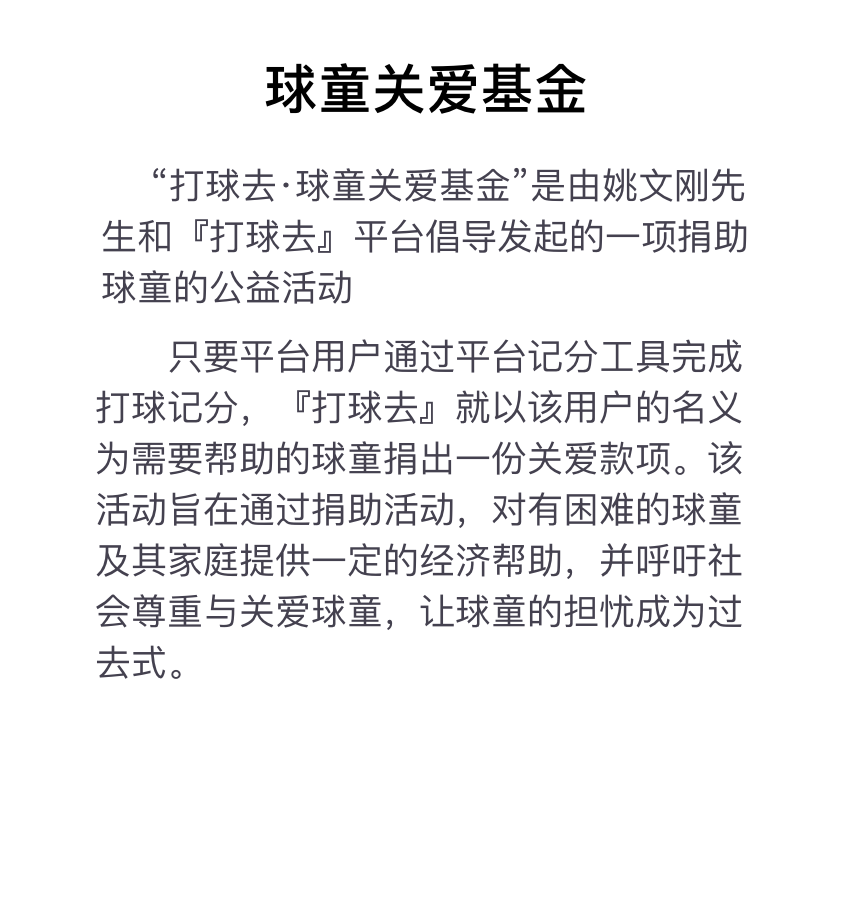 球童关爱基金
“打球去·球童关爱基金”是由姚文刚先
生和『打球去』平台倡导发起的一项捐助
球童的公益活动
只要平台用户通过平台记分工具完成
打球记分，『打球去』就以该用户的名义
为需要帮助的球童捐出一份关爱款项。该
活动旨在通过捐助活动，对有困难的球童
及其家庭提供一定的经济帮助，并呼吁社
会尊重与关爱球童，让球童的担忧成为过
去式。